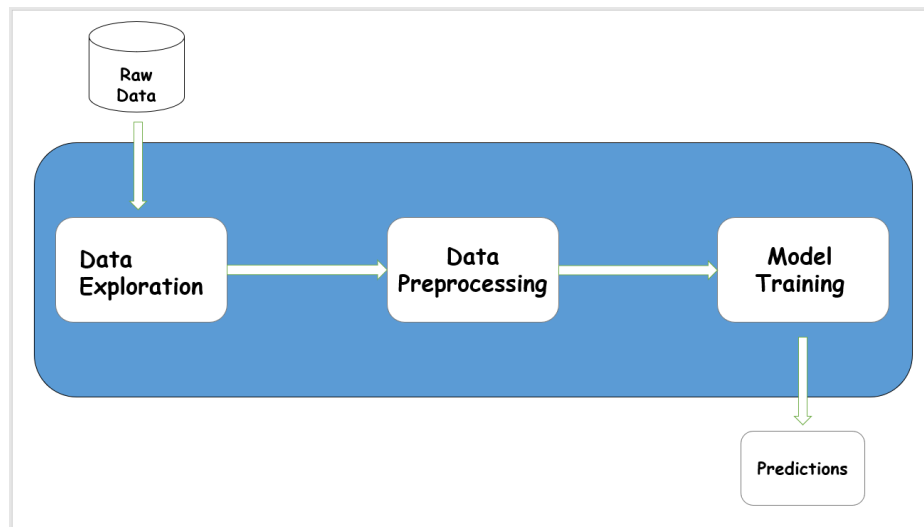 Raw
Data
Data
Exploration
Data
Preprocessing
Model
Training
Predictions